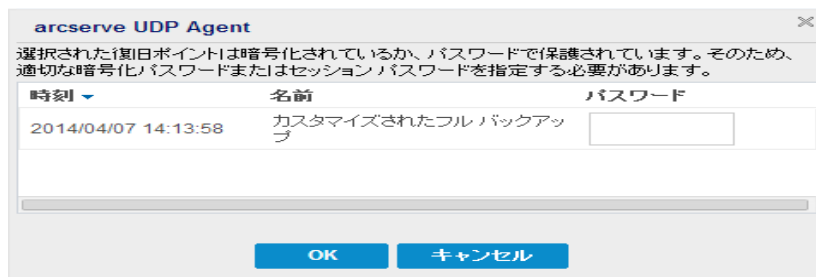 arcserve UDP Agent
選択された復旧ポイントは暗号化されているか、パスワードで保護されています。そのため、
適切な暗号化パスワードまたはセッション パスワードを指定する必要があります。
時刻 名前 パスワード
2014/04/07 14:13:58 カスタマイズされたフル バックアッ
プ
OK キャンセル